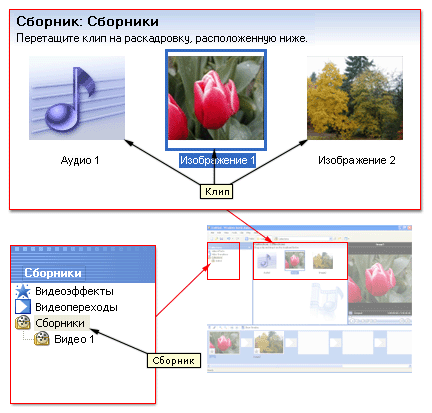 Сборник: Сборники
Перетащите клип на раскадровку, расположенную ниже.
Аудио 1
Изображение 1
Изображение 2
Клип
Сборники
Видеоэффекты
Видеопереходы
Сборники
Видео 1
Сборник